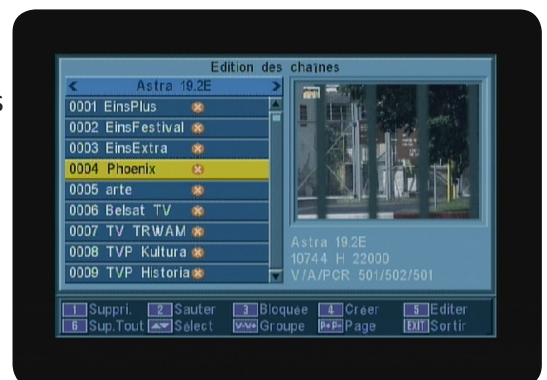 Edition des chaînes
Astra 19.2E
0001 EinsPlus
0002 EinsFestival
0003 EinsExtra
0004 Phoenix
0005 arte
0006 Belsat TV
0007 TV TRWAM
0008 TVP Kultura
0009 TVP Historia
Astra 19.2E
10744 H 22000
V/A/PCR 501/502/501
1 Suppri. 2 Sauter 3 Bloquée 4 Créer 5 Editer
6 Sup.Tout Sélect V-V+ Groupe P+P- Page EXIT Sortir
s